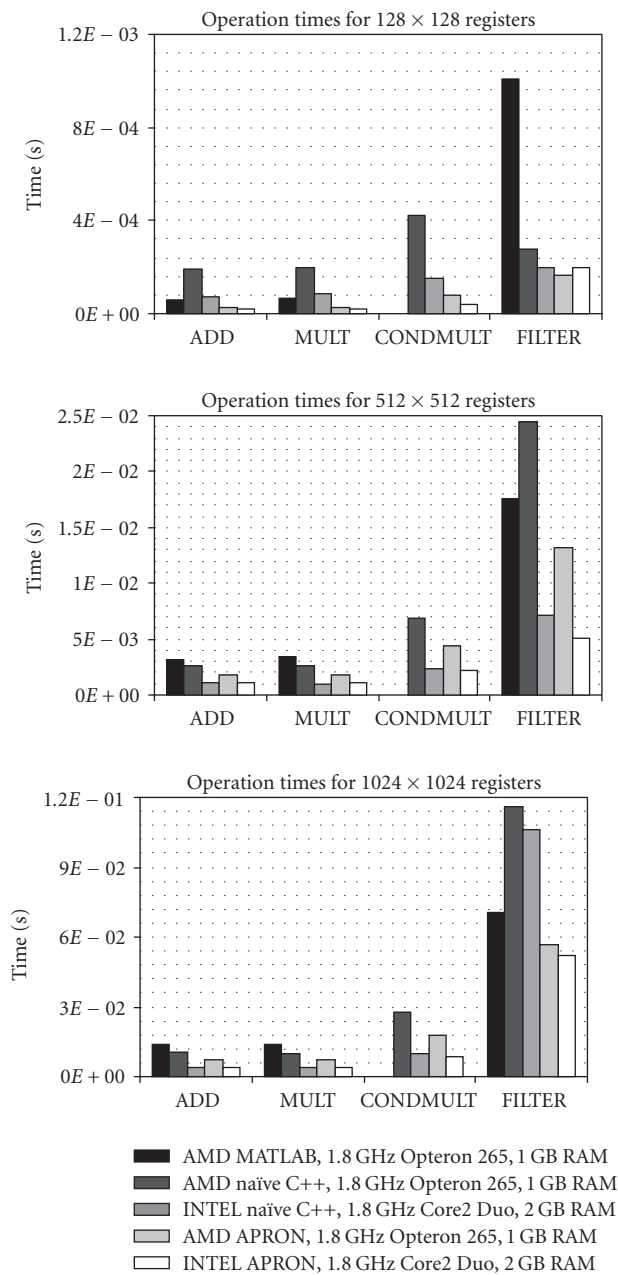 Operation times for 128 × 128 registers
1.2E − 03
8E − 04
4E − 04
0E + 00
Time (s)
ADD MULT CONDMULT FILTER
Operation times for 512 × 512 registers
2.5E − 02
2E − 02
1.5E − 02
1E − 02
5E − 03
0E + 00
Time (s)
ADD MULT CONDMULT FILTER
Operation times for 1024 × 1024 registers
1.2E − 01
9E − 02
6E − 02
3E − 02
0E + 00
Time (s)
ADD MULT CONDMULT FILTER
AMD MATLAB, 1.8 GHz Opteron 265, 1 GB RAM
AMD naïve C++, 1.8 GHz Opteron 265, 1 GB RAM
INTEL naïve C++, 1.8 GHz Core2 Duo, 2 GB RAM
AMD APRON, 1.8 GHz Opteron 265, 1 GB RAM
INTEL APRON, 1.8 GHz Core2 Duo, 2 GB RAM